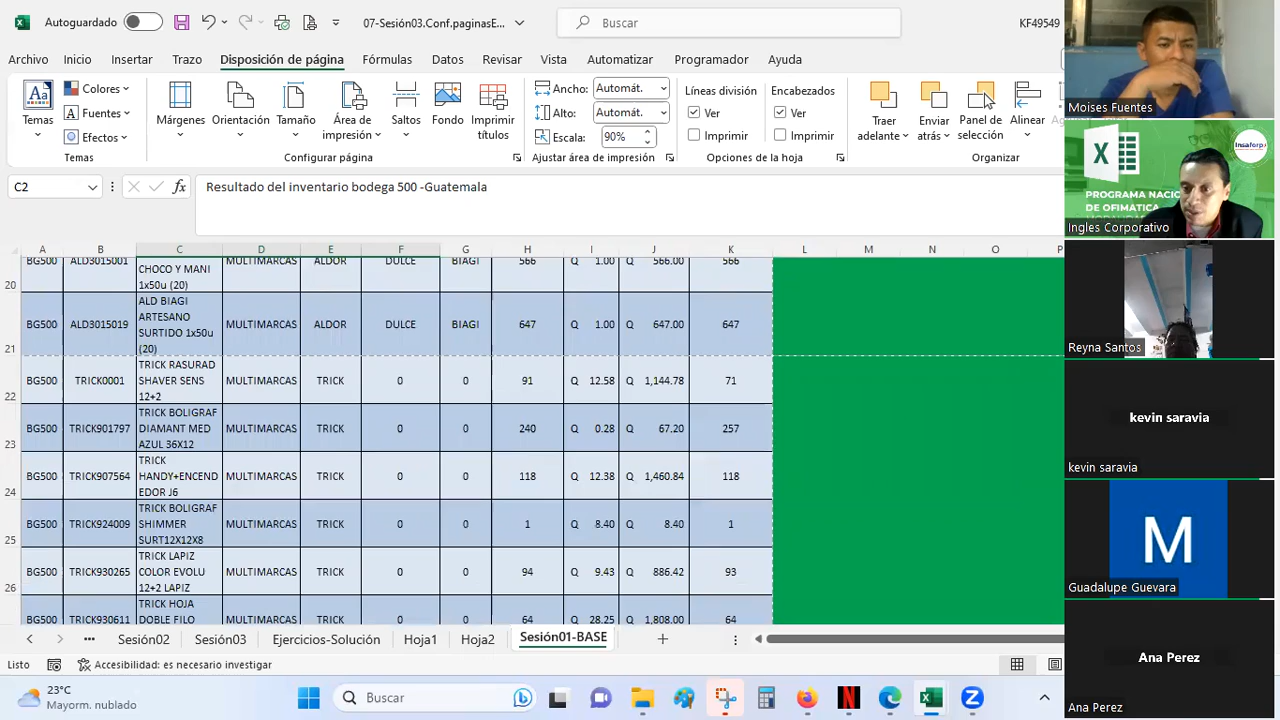 Autoguardado 07-Sesión03.Conf.paginasE... Buscar KF49549
Archivo Inicio Insertar Trazo Disposición de página Fórmulas Datos Revisar Vista Automatizar Programador Ayuda
Temas Colores Fuentes Efectos Temas
Márgenes Orientación Tamaño Área de impresión Saltos Fondo Imprimir títulos Configurar página
Ancho: Automát. Alto: Automát. Escala: 90% Ajustar área de impresión
Líneas división Ver Imprimir Encabezados Ver Imprimir Opciones de la hoja
Traer adelante Enviar atrás Panel de selección Alinear Organizar
C2 fx Resultado del inventario bodega 500 -Guatemala
A B C D E F G H I J K L M N O P
20 BG500 ALD3015001 CHOCO Y MANI 1x50u (20) MULTIMARCAS ALDOR DULCE BIAGI 566 Q 1.00 Q 566.00 566
21 BG500 ALD3015019 ALD BIAGI ARTESANO SURTIDO 1x50u (20) MULTIMARCAS ALDOR DULCE BIAGI 647 Q 1.00 Q 647.00 647
22 BG500 TRICK0001 TRICK RASURAD SHAVER SENS 12+2 MULTIMARCAS TRICK 0 0 91 Q 12.58 Q 1,144.78 71
23 BG500 TRICK901797 TRICK BOLIGRAF DIAMANT MED AZUL 36X12 MULTIMARCAS TRICK 0 0 240 Q 0.28 Q 67.20 257
24 BG500 TRICK907564 TRICK HANDY+ENCENDEDOR J6 MULTIMARCAS TRICK 0 0 118 Q 12.38 Q 1,460.84 118
25 BG500 TRICK924009 TRICK BOLIGRAF SHIMMER SURT12X12X8 MULTIMARCAS TRICK 0 0 1 Q 8.40 Q 8.40 1
26 BG500 TRICK930265 TRICK LAPIZ COLOR EVOLU 12+2 LAPIZ MULTIMARCAS TRICK 0 0 94 Q 9.43 Q 886.42 93
BG500 TRICK930611 TRICK HOJA DOBLE FILO MULTIMARCAS TRICK 0 0 64 Q 28.25 Q 1,808.00 64
Sesión02 Sesión03 Ejercicios-Solución Hoja1 Hoja2 Sesión01-BASE
Listo Accesibilidad: es necesario investigar
23°C
Mayorm. nublado
Buscar
Moises Fuentes
Insaforp
PROGRAMA NACI
DE OFIMATICA
Ingles Corporativo
Reyna Santos
kevin saravia
kevin saravia
M
Guadalupe Guevara
Ana Perez
Ana Perez